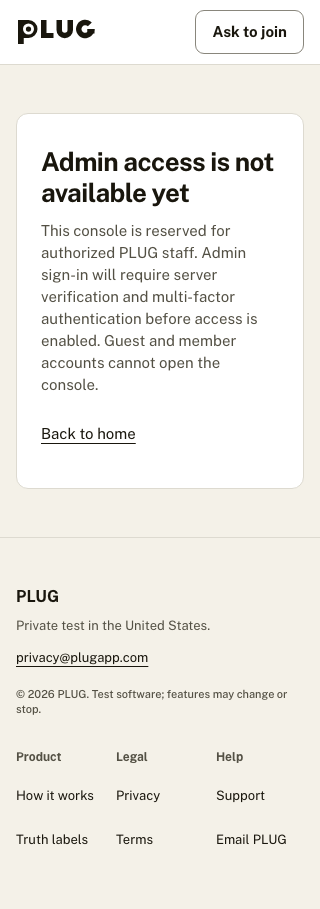 PLUG
Ask to join
Admin access is not
available yet
This console is reserved for
authorized PLUG staff. Admin
sign-in will require server
verification and multi-factor
authentication before access is
enabled. Guest and member
accounts cannot open the
console.
Back to home
PLUG
Private test in the United States.
privacy@plugapp.com
© 2026 PLUG. Test software; features may change or
stop.
Product Legal Help
How it works Privacy Support
Truth labels Terms Email PLUG